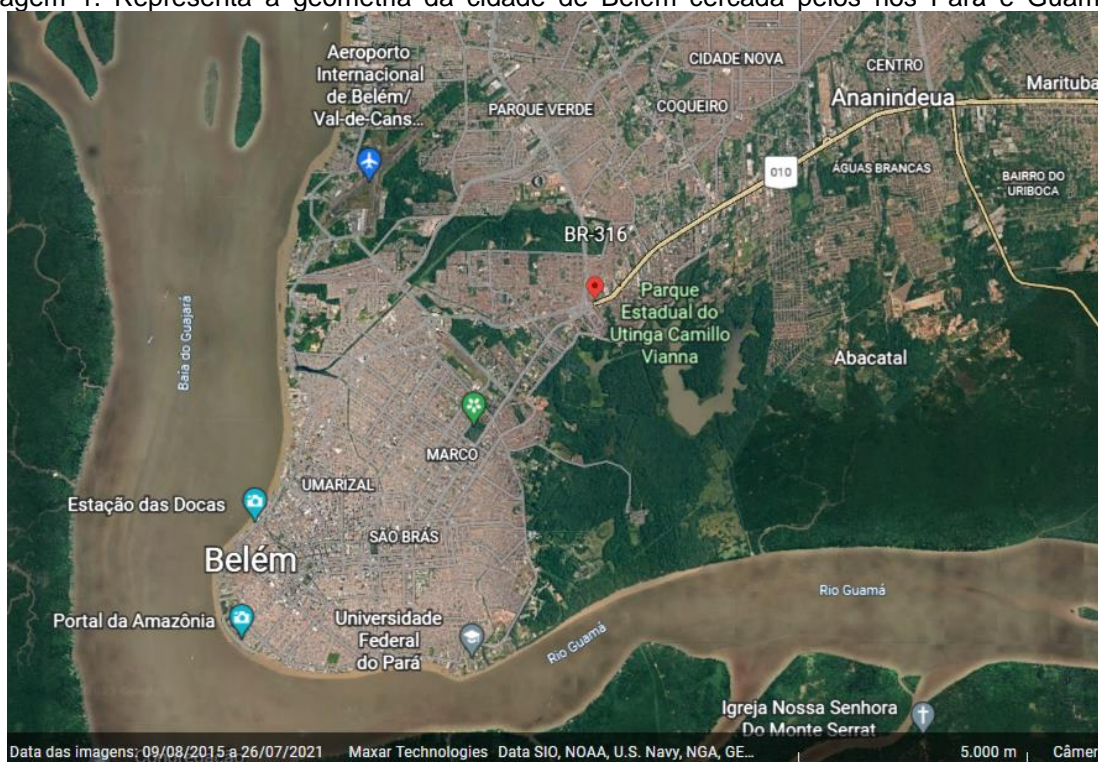 agem 1: Representa a geometria da cidade de Belém cercada pelos rios Pará e Guam
Aeroporto
Internacional
de Belém/
Val-de-Cans...
CIDADE NOVA
CENTRO
Marituba
PARQUE VERDE
COQUEIRO
Ananindeua
010
ÁGUAS BRANCAS
BAIRRO DO
URIBOCA
BR-316
Parque
Estadual do
Utinga Camillo
Vianna
Baía do Guajará
Abacatal
MARCO
UMARIZAL
Estação das Docas
SÃO BRÁS
Belém
Rio Guamá
Portal da Amazônia
Universidade
Federal
do Pará
Rio Guamá
Igreja Nossa Senhora
Do Monte Serrat
Data das imagens: 09/08/2015 a 26/07/2021 Maxar Technologies Data SIO, NOAA, U.S. Navy, NGA, GE... 5.000 m Câmer